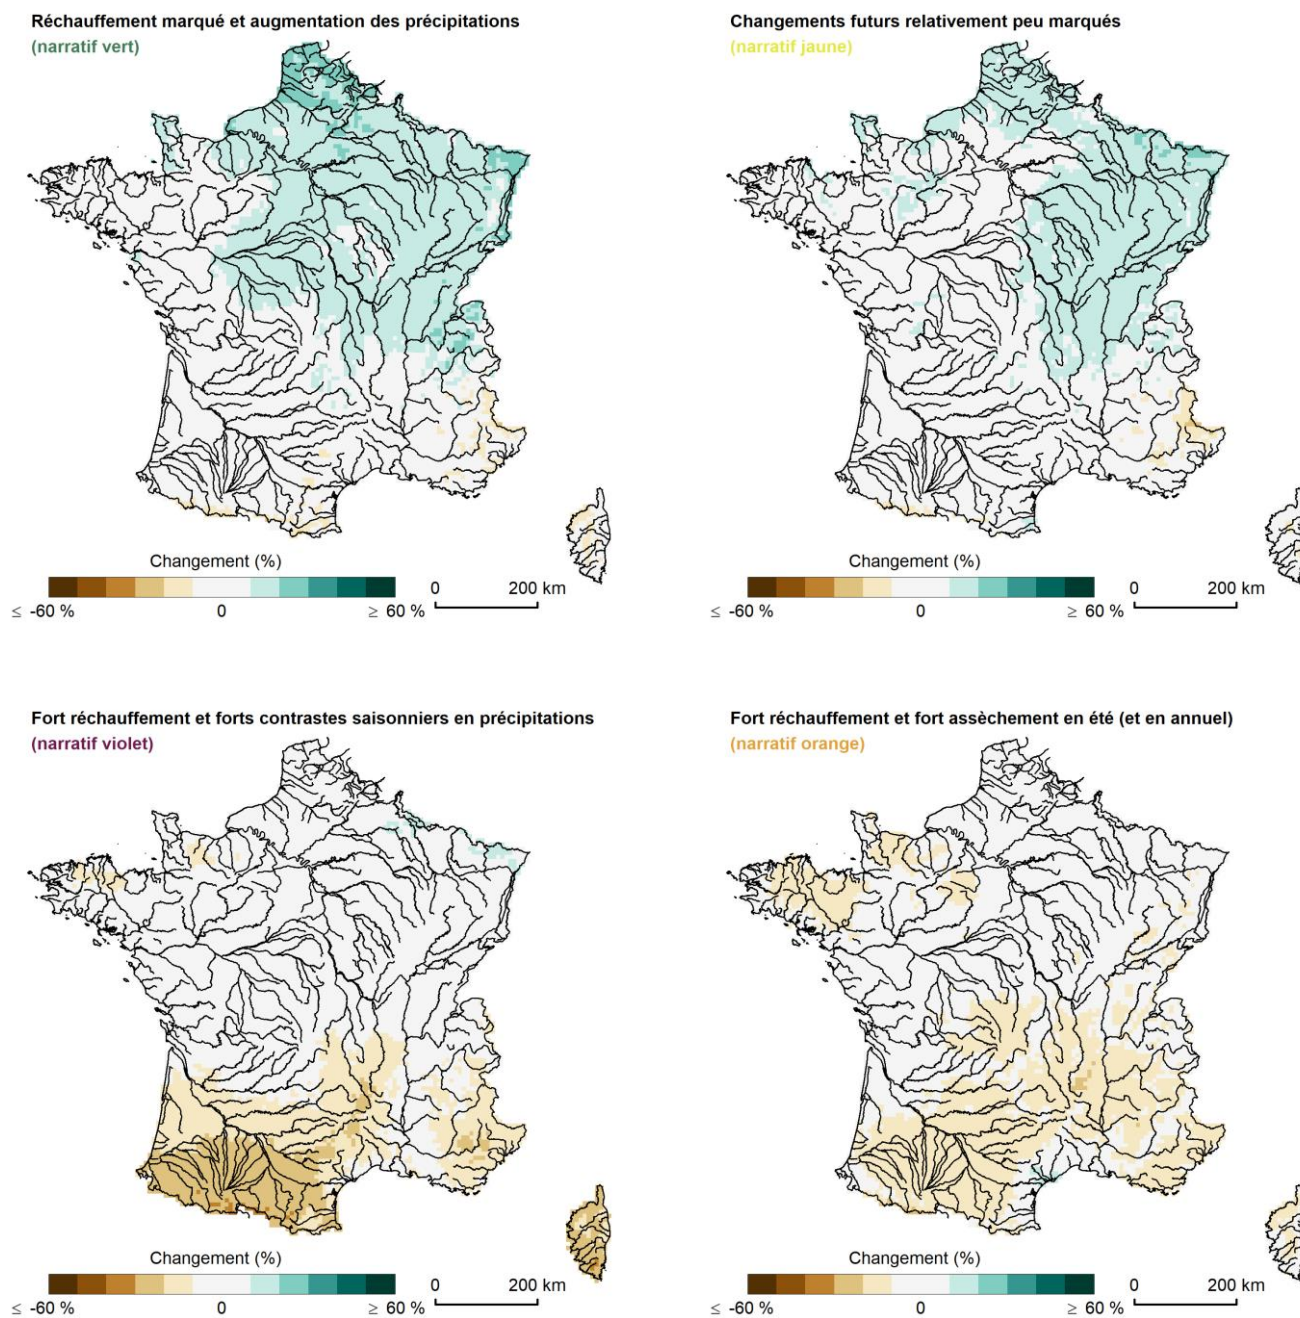 Réchauffement marqué et augmentation des précipitations
(narratif vert)
Changement (%)
≤ -60 %
0
≥ 60 %
0
200 km
Changements futurs relativement peu marqués
(narratif jaune)
Changement (%)
≤ -60 %
0
≥ 60 %
0
200 km
Fort réchauffement et forts contrastes saisonniers en précipitations
(narratif violet)
Changement (%)
≤ -60 %
0
≥ 60 %
0
200 km
Fort réchauffement et fort assèchement en été (et en annuel)
(narratif orange)
Changement (%)
≤ -60 %
0
≥ 60 %
0
200 km